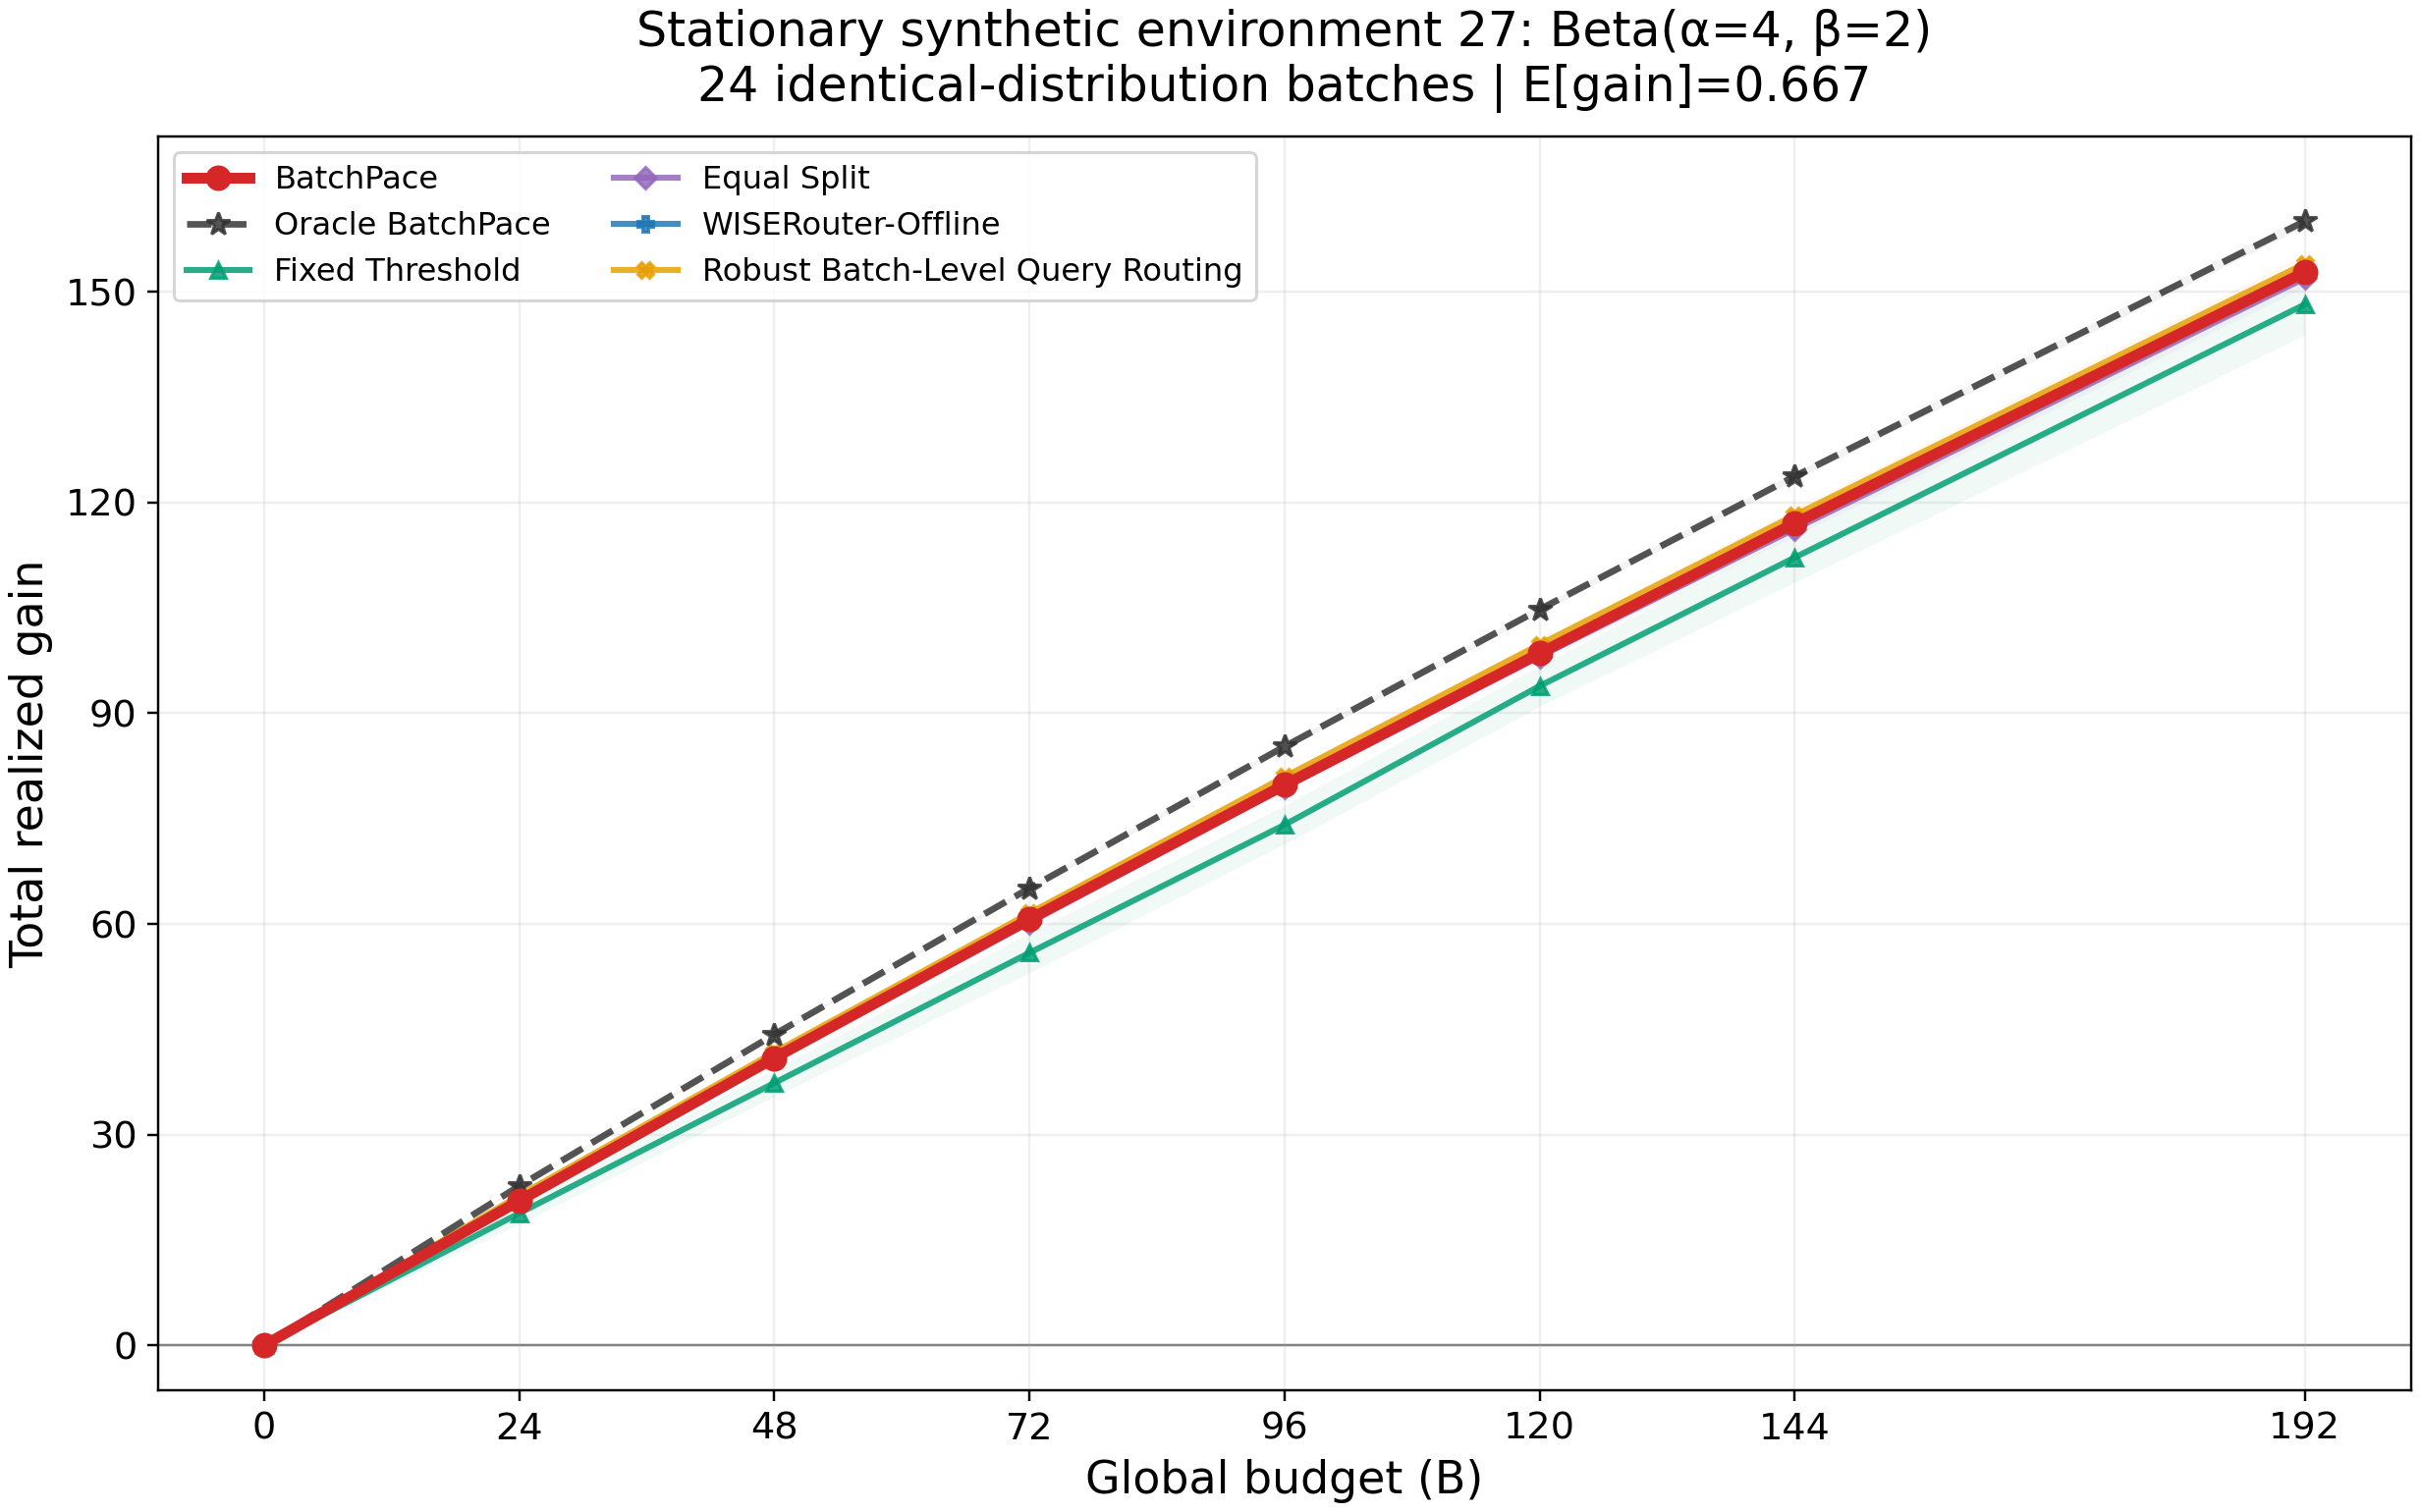 Stationary synthetic environment 27: Beta(α=4, β=2)
24 identical-distribution batches | E[gain]=0.667
BatchPace
Oracle BatchPace
Fixed Threshold
Equal Split
WISERouter-Offline
Robust Batch-Level Query Routing
Total realized gain
150
120
90
60
30
0
0 24 48 72 96 120 144 192
Global budget (B)